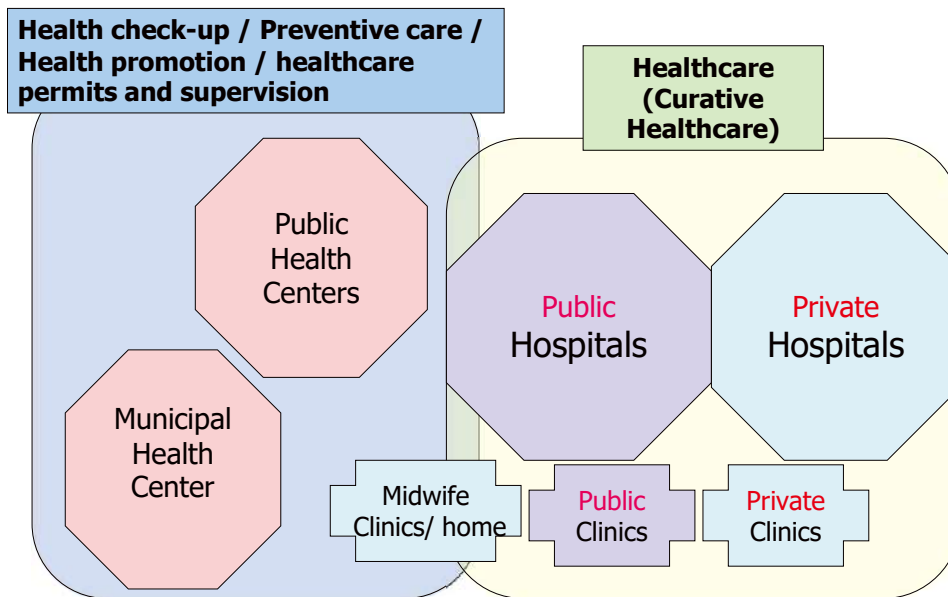 Health check-up / Preventive care /
Health promotion / healthcare
permits and supervision
Healthcare
(Curative
Healthcare)
Public
Health
Centers
Public
Hospitals
Private
Hospitals
Municipal
Health
Center
Midwife
Clinics/ home
Public
Clinics
Private
Clinics